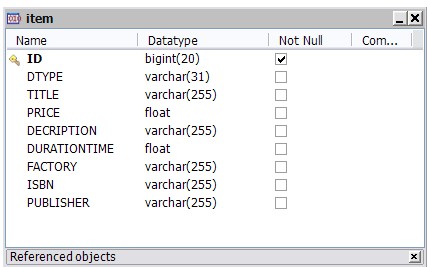 item
Name Datatype Not Null Com...
ID bigint(20)
DTYPE varchar(31)
TITLE varchar(255)
PRICE float
DECRIPTION varchar(255)
DURATIONTIME float
FACTORY varchar(255)
ISBN varchar(255)
PUBLISHER varchar(255)
Referenced objects